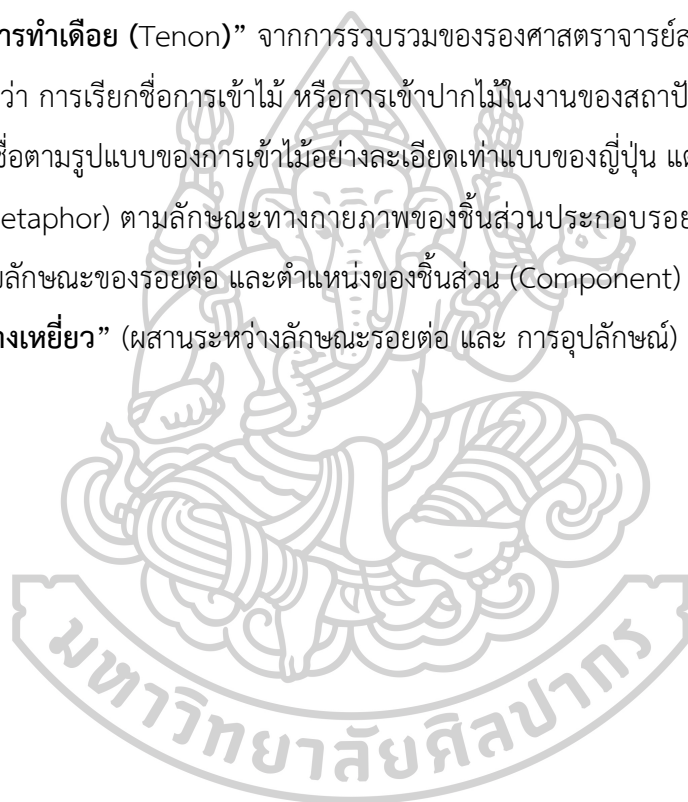 ารทำเดือย (Tenon)” จากการรวบรวมของรองศาสตราจารย์ส
ว่า การเรียกชื่อการเข้าไม้ หรือการเข้าปากไม้ในงานของสถาปั
ชื่อตามรูปแบบของการเข้าไม้อย่างละเอียดเท่าแบบของญี่ปุ่น แต
etaphor) ตามลักษณะทางกายภาพของชิ้นส่วนประกอบรอย
มลักษณะของรอยต่อ และตำแหน่งของชิ้นส่วน (Component)
างเหยี่ยว” (ผสานระหว่างลักษณะรอยต่อ และ การอุปลักษณ์)
มหาวิทยาลัยศิลปากร